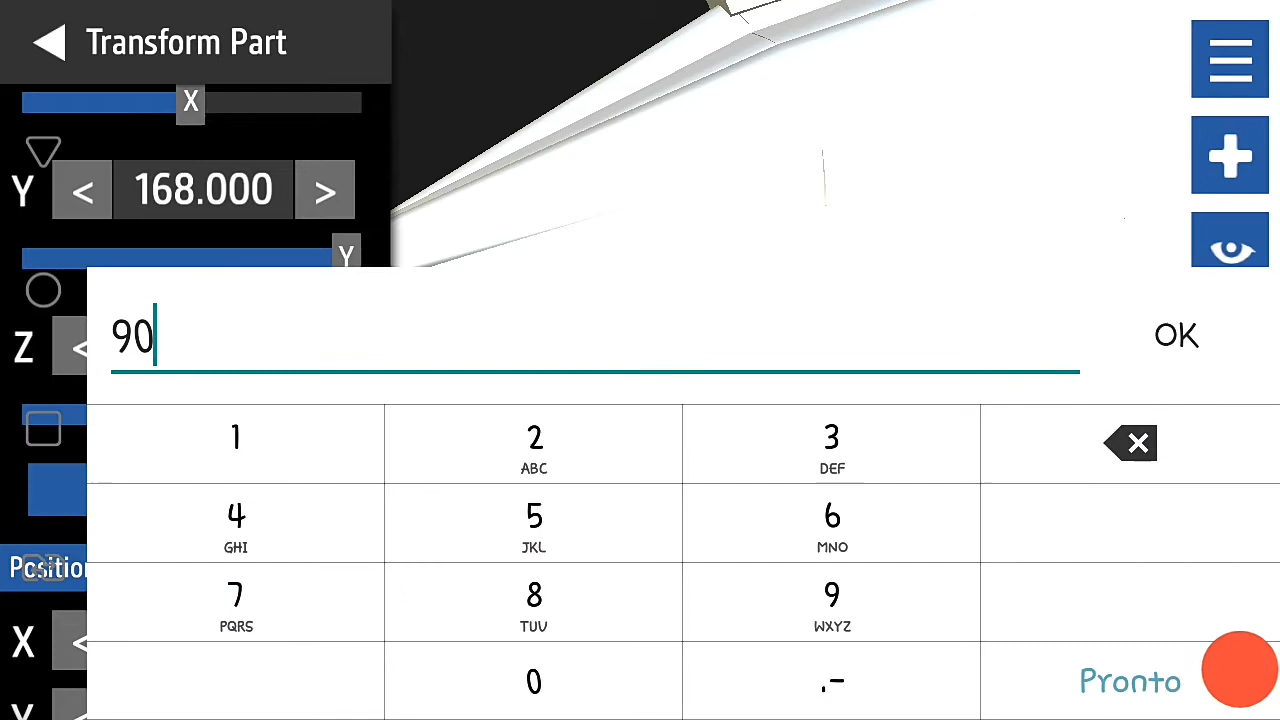 Transform Part
X
Y < 168.000 >
Y
Z <
90
OK
1
2 ABC
3 DEF
4 GHI
5 JKL
6 MNO
7 PQRS
8 TUV
9 WXYZ
0
.-
Pronto
Position
X <
Y <